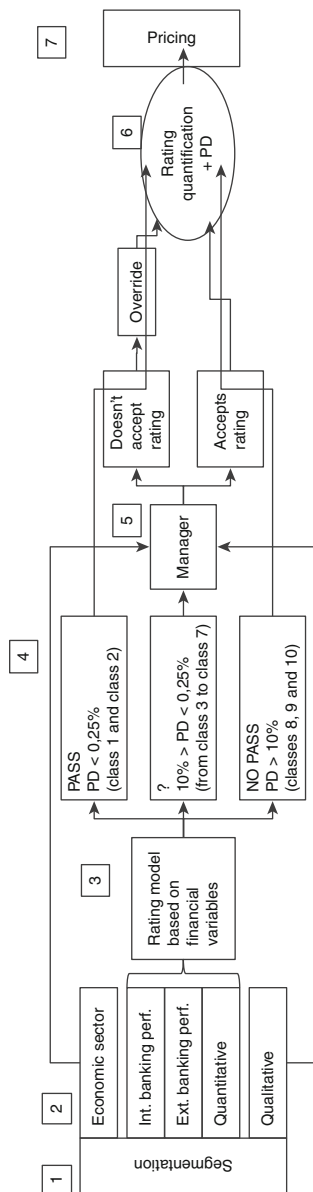 1
Segmentation
2
Economic sector
Int. banking perf.
Ext. banking perf.
Quantitative
Qualitative
3
Rating model
based on
financial
variables
4
PASS
PD < 0,25%
(class 1 and class 2)
?
10% > PD < 0,25%
(from class 3 to class 7)
NO PASS
PD > 10%
(classes 8, 9 and 10)
5
Manager
Doesn't
accept
rating
Accepts
rating
Override
6
Rating
quantification
+ PD
7
Pricing